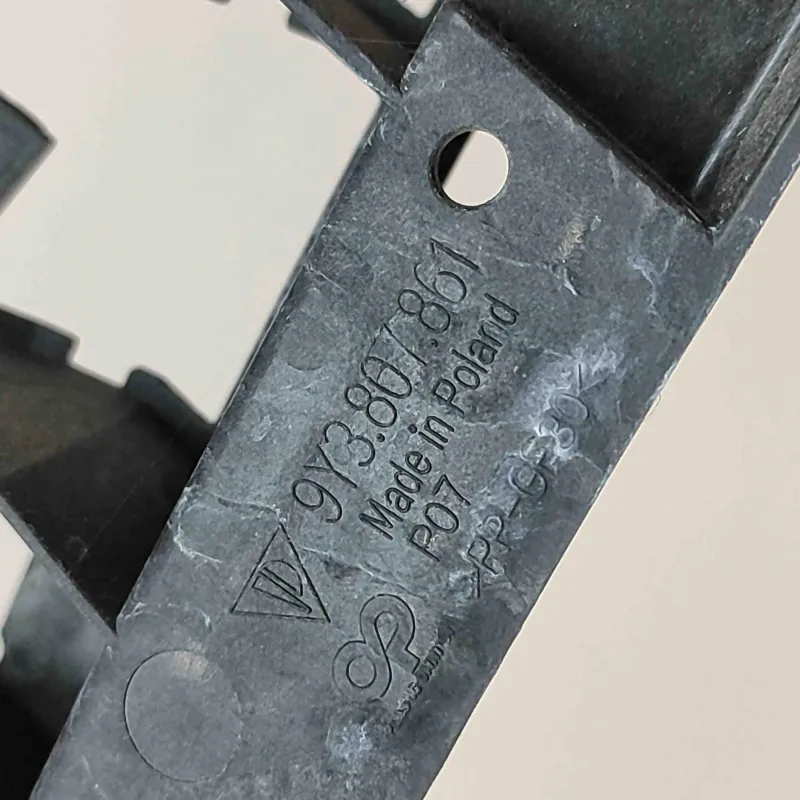 9Y3.807.861
Made in Poland
P07
>PP-GF30<